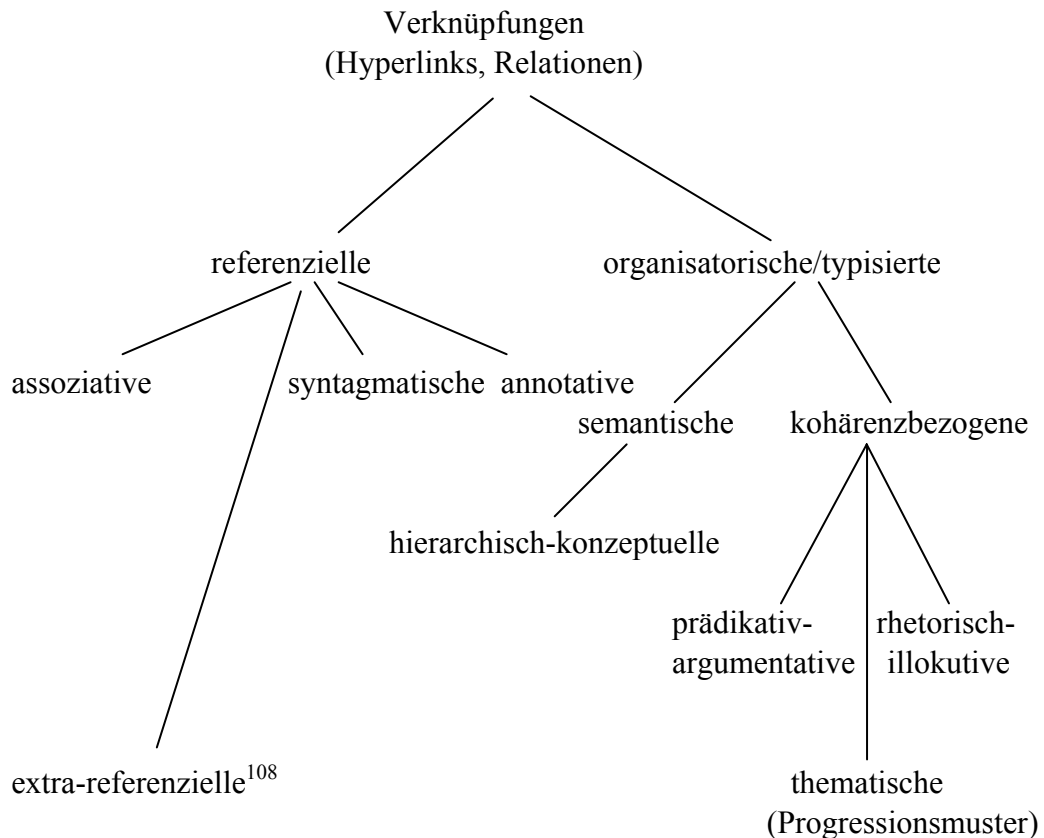 Verknüpfungen
(Hyperlinks, Relationen)
referenzielle organisatorische/typisierte
assoziative syntagmatische annotative
semantische kohärenzbezogene
hierarchisch-konzeptuelle
prädikativ- rhetorisch-
argumentative illokutive
extra-referenzielle¹⁰⁸ thematische
(Progressionsmuster)